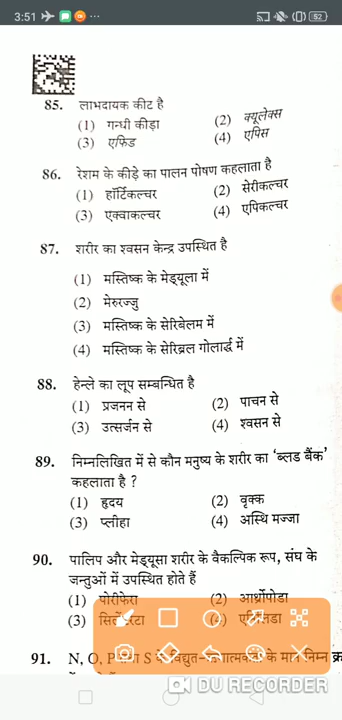 3:51
52
85. लाभदायक कीट है
(1) गन्धी कीड़ा (2) क्यूलेक्स
(3) एफिड (4) एपिस
86. रेशम के कीड़े का पालन पोषण कहलाता है
(1) हॉर्टिकल्चर (2) सेरीकल्चर
(3) एक्वाकल्चर (4) एपिकल्चर
87. शरीर का श्वसन केन्द्र उपस्थित है
(1) मस्तिष्क के मेड्यूला में
(2) मेरुरज्जु
(3) मस्तिष्क के सेरिबेलम में
(4) मस्तिष्क के सेरिब्रल गोलार्द्ध में
88. हेन्ले का लूप सम्बन्धित है
(1) प्रजनन से (2) पाचन से
(3) उत्सर्जन से (4) श्वसन से
89. निम्नलिखित में से कौन मनुष्य के शरीर का 'ब्लड बैंक'
कहलाता है ?
(1) हृदय (2) वृक्क
(3) प्लीहा (4) अस्थि मज्जा
90. पालिप और मेड्यूसा शरीर के वैकल्पिक रूप, संघ के
जन्तुओं में उपस्थित होते हैं
(1) पोरीफेरा (2) आर्थ्रोपोडा
(3) (4)
91. N, O, P S के विद्युत के मान निम्न
DU RECORDER